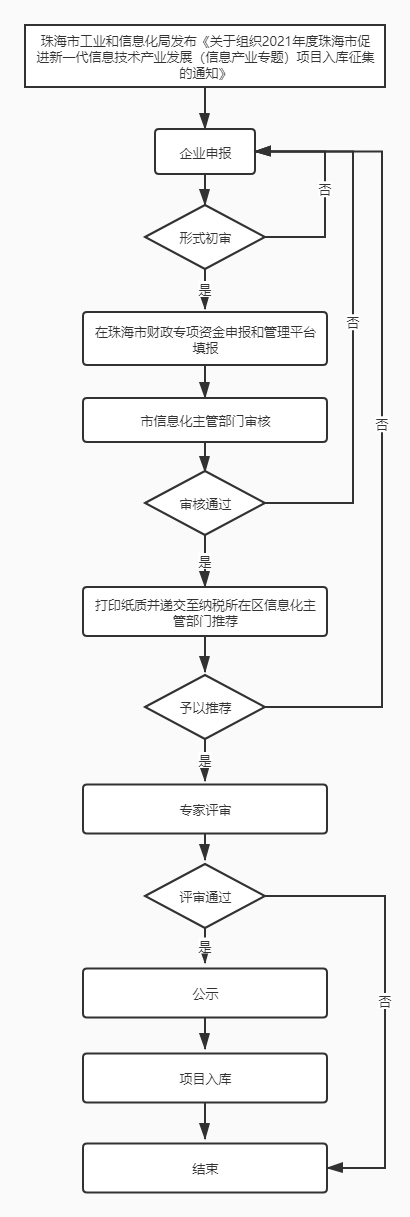 珠海市工业和信息化局发布《关于组织2021年度珠海市促
进新一代信息技术产业发展（信息产业专题）项目入库征集
的通知》
企业申报
否
形式初审
是
否
在珠海市财政专项资金申报和管理平台
填报
市信息化主管部门审核
否
审核通过
是
打印纸质并递交至纳税所在区信息化主
管部门推荐
予以推荐
是
专家评审
评审通过
是
公示
否
项目入库
结束